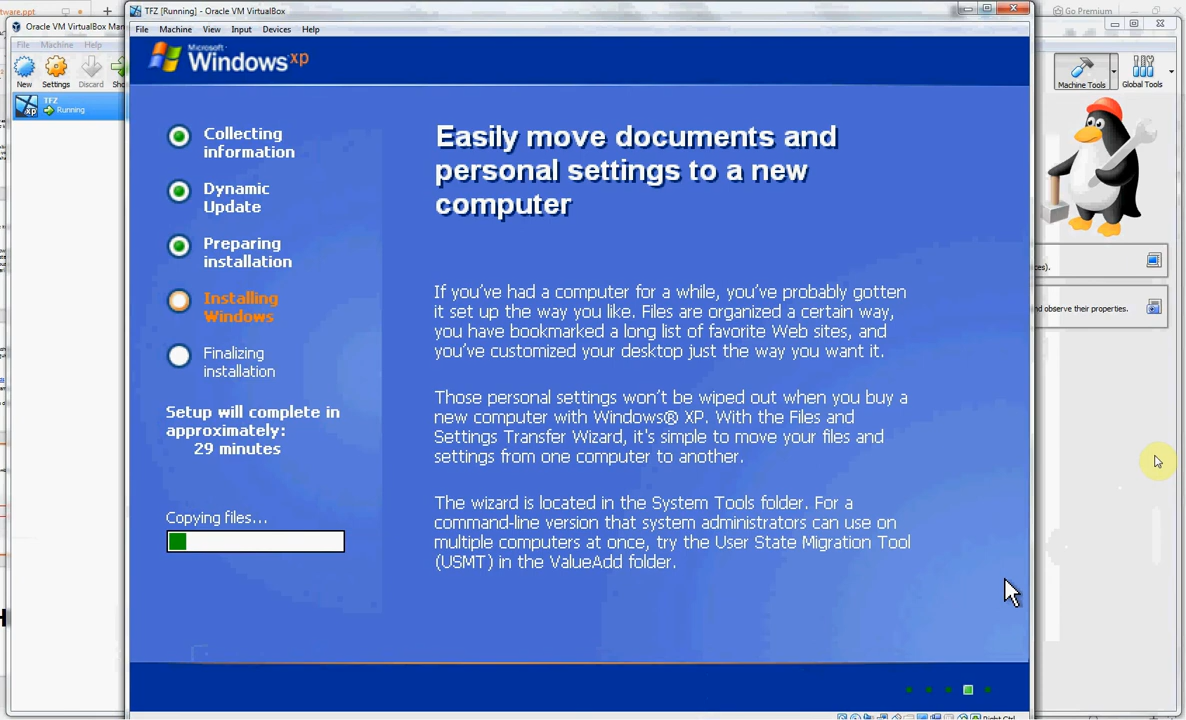 tware.ppt
Go Premium
Oracle VM VirtualBox Man
File Machine Help
New Settings Discard Sho
TFZ
Running
Machine Tools Global Tools
ces).
nd observe their properties.
TFZ [Running] - Oracle VM VirtualBox
File Machine View Input Devices Help
Microsoft
Windows xp
Collecting
information
Dynamic
Update
Preparing
installation
Installing
Windows
Finalizing
installation
Setup will complete in
approximately:
29 minutes
Copying files...
Easily move documents and
personal settings to a new
computer
If you've had a computer for a while, you've probably gotten
it set up the way you like. Files are organized a certain way,
you have bookmarked a long list of favorite Web sites, and
you've customized your desktop just the way you want it.
Those personal settings won't be wiped out when you buy a
new computer with Windows® XP. With the Files and
Settings Transfer Wizard, it's simple to move your files and
settings from one computer to another.
The wizard is located in the System Tools folder. For a
command-line version that system administrators can use on
multiple computers at once, try the User State Migration Tool
(USMT) in the ValueAdd folder.
Right Ctrl